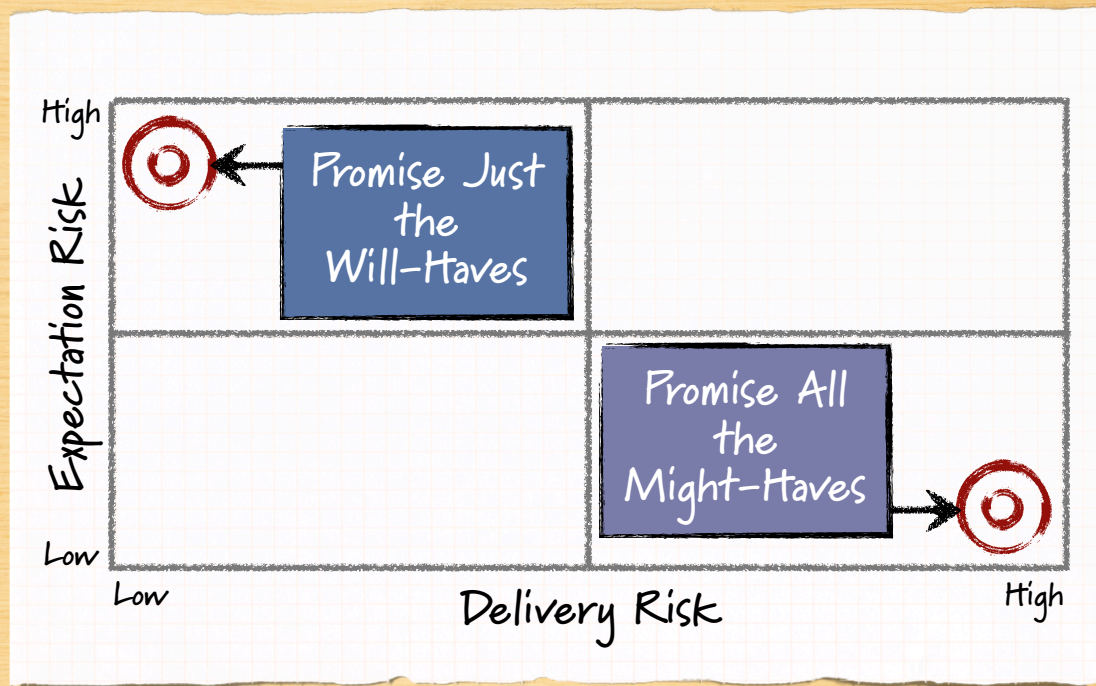 High
Promise Just
the
Will-Haves
Expectation Risk
Promise All
the
Might-Haves
Low
Low
Delivery Risk
High